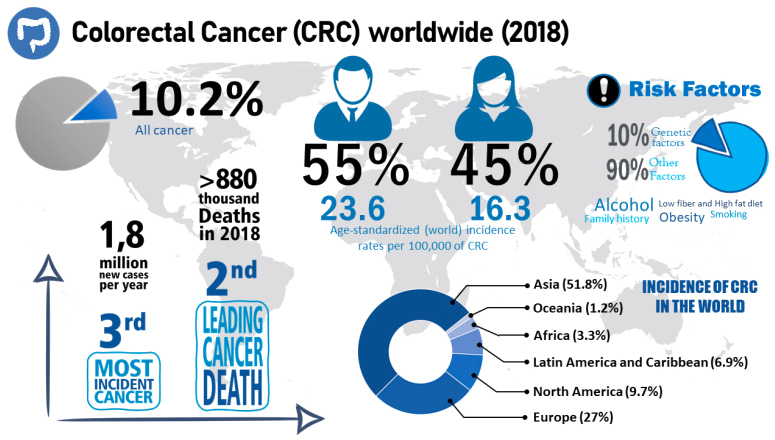 Colorectal Cancer (CRC) worldwide (2018)
10.2%
All cancer
55%
23.6
45%
16.3
Age-standardized (world) incidence
rates per 100,000 of CRC
! Risk Factors
10% Genetic
factors
90% Other
Factors
Alcohol
Low fiber and High fat diet
Family history
Obesity
Smoking
>880
thousand
Deaths
in 2018
2nd
LEADING
CANCER
DEATH
1,8
million
new cases
per year
3rd
MOST
INCIDENT
CANCER
INCIDENCE OF CRC
IN THE WORLD
Asia (51.8%)
Oceania (1.2%)
Africa (3.3%)
Latin America and Caribbean (6.9%)
North America (9.7%)
Europe (27%)